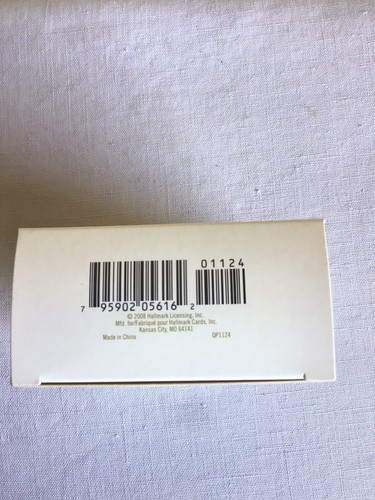 01124
7 95902 05616 2
© 2008 Hallmark Licensing, Inc.
Mfd. for/Fabriqué pour Hallmark Cards, Inc.
Kansas City, MO 64141
Made in China QP1124